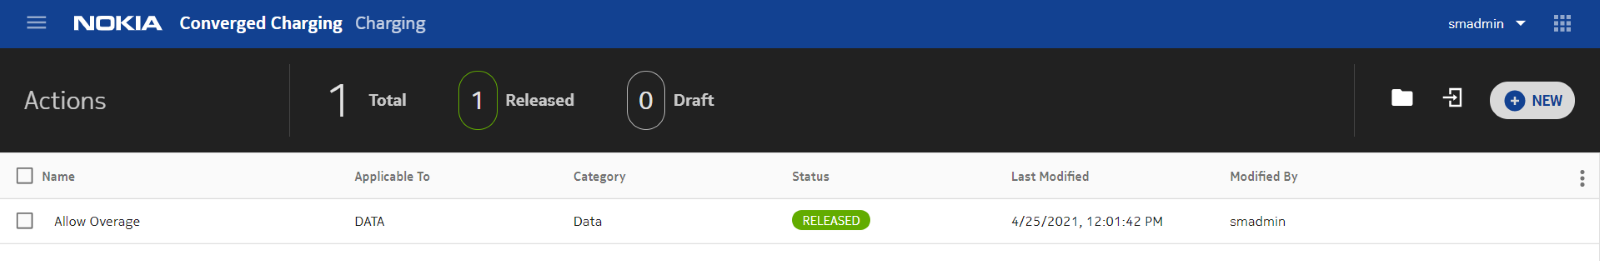 NOKIA Converged Charging Charging smadmin
Actions 1 Total 1 Released 0 Draft NEW
Name Applicable To Category Status Last Modified Modified By
Allow Overage DATA Data RELEASED 4/25/2021, 12:01:42 PM smadmin